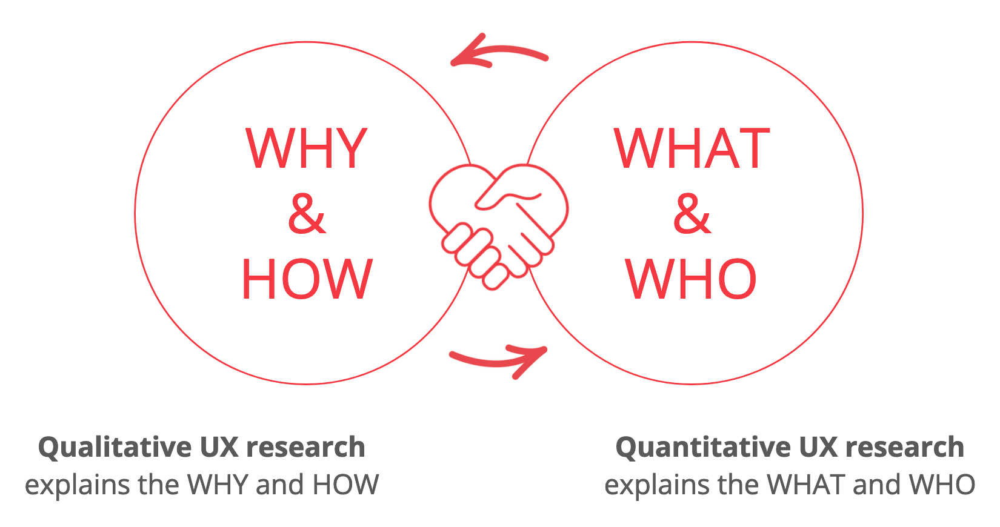 WHY
&
HOW
WHAT
&
WHO
Qualitative UX research
explains the WHY and HOW
Quantitative UX research
explains the WHAT and WHO